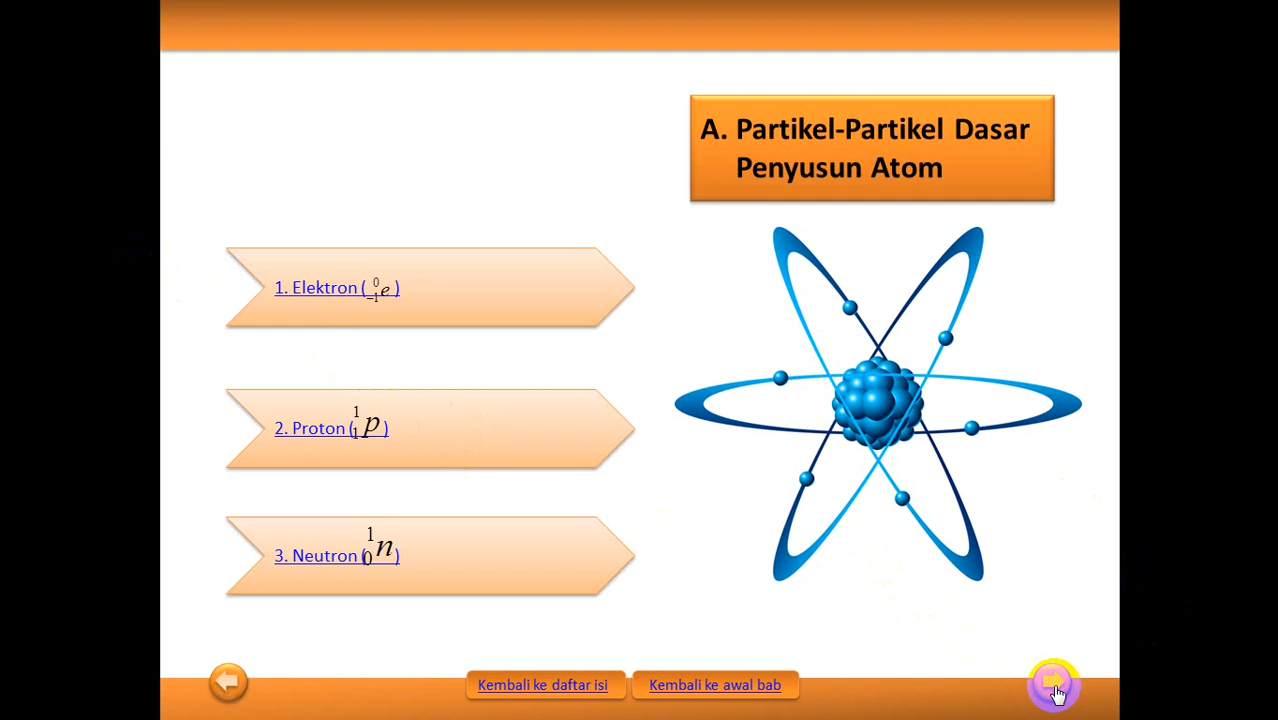 A. Partikel-Partikel Dasar
Penyusun Atom
1. Elektron ( ⁰₋₁e )
2. Proton ( ¹₁p )
3. Neutron ( ¹₀n )
Kembali ke daftar isi
Kembali ke awal bab